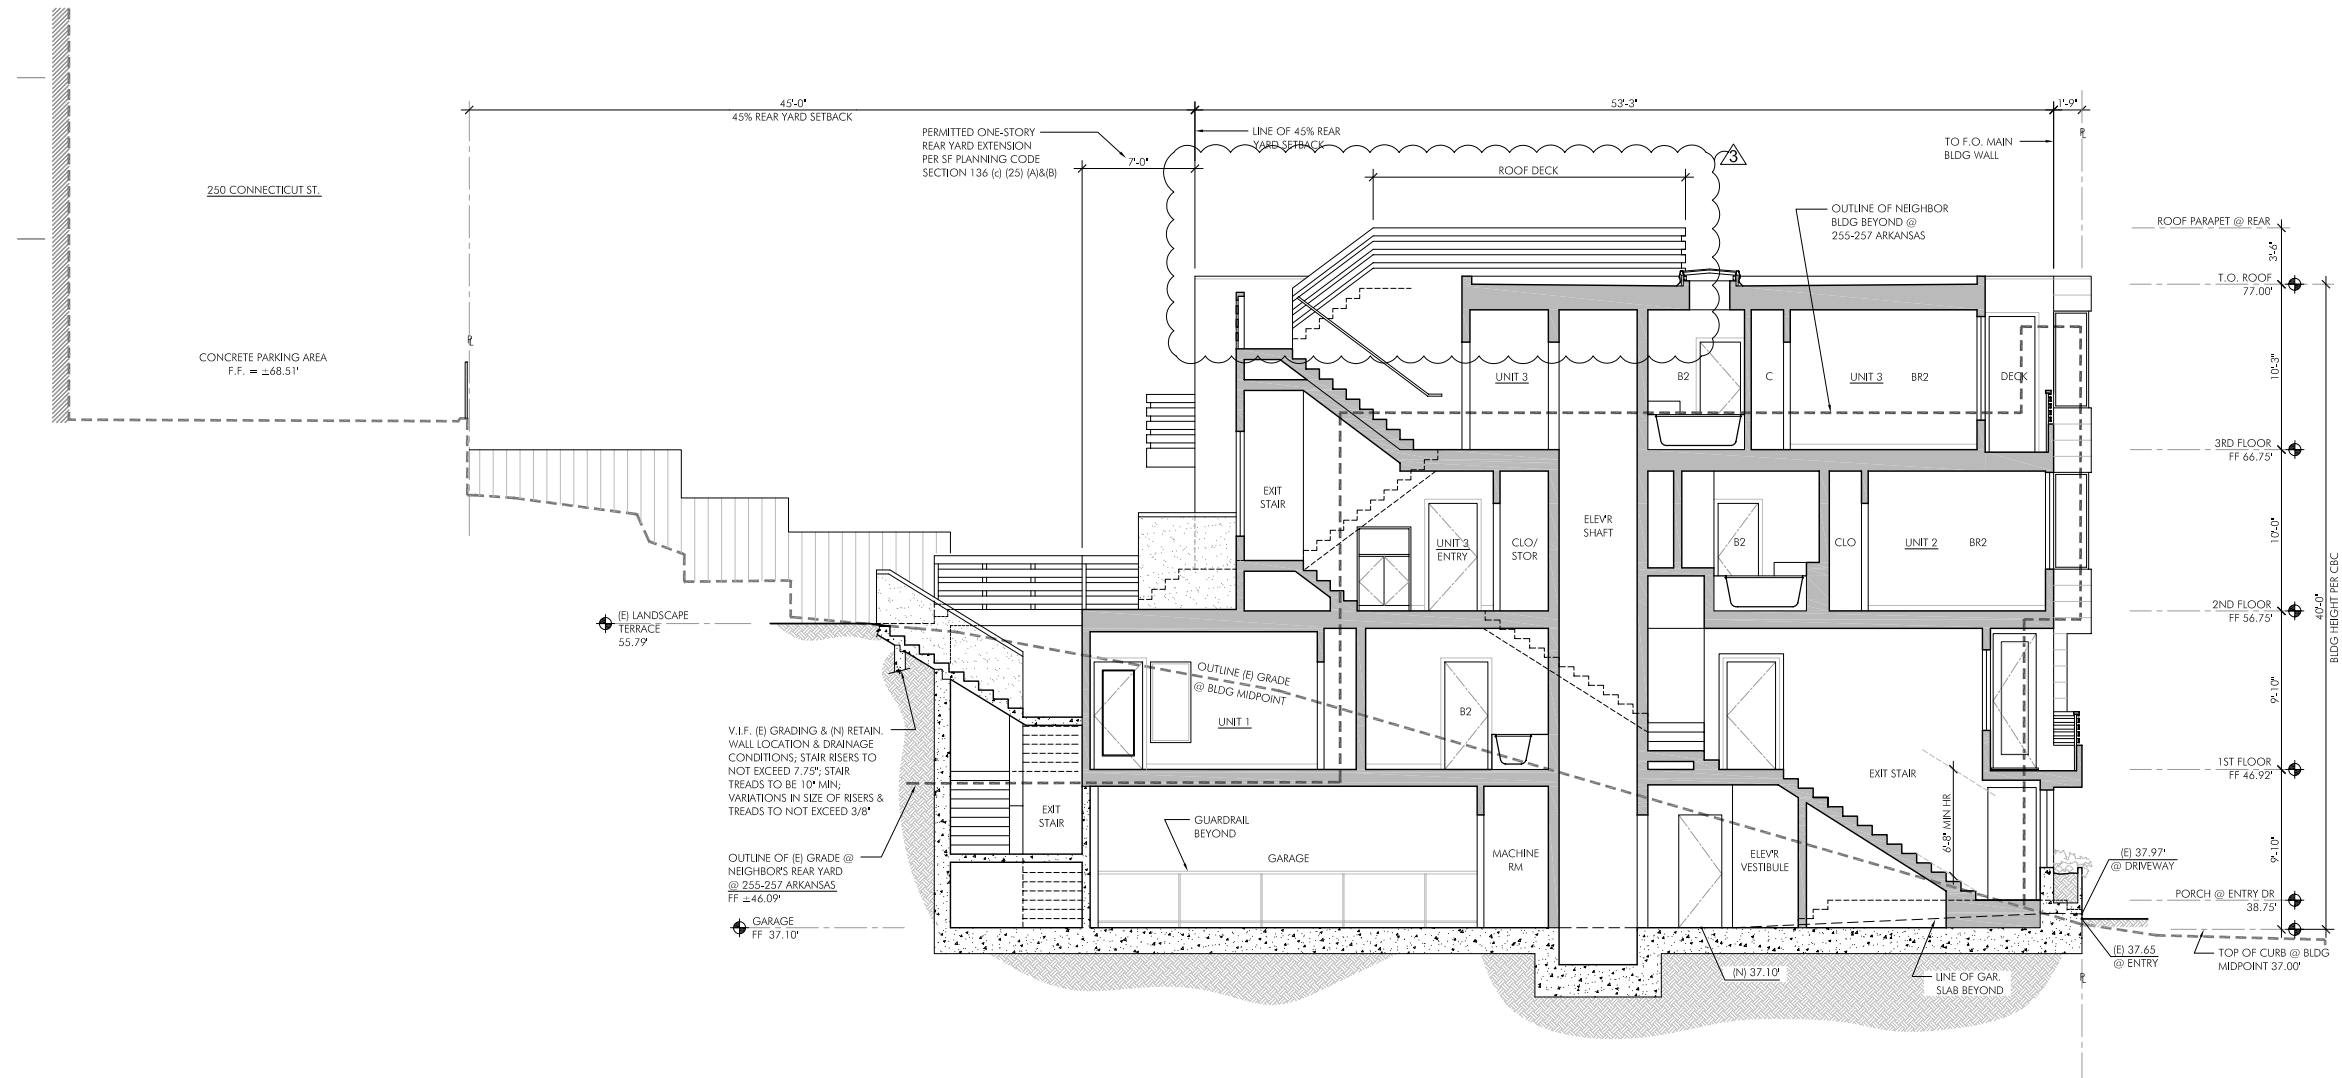 45'-0"
45% REAR YARD SETBACK
53'-3"
1'-9"
PERMITTED ONE-STORY
REAR YARD EXTENSION
PER SF PLANNING CODE
SECTION 136 (c) (25) (A)&(B)
7'-0"
LINE OF 45% REAR
YARD SETBACK
TO F.O. MAIN
BLDG WALL
3
ROOF DECK
250 CONNECTICUT ST.
OUTLINE OF NEIGHBOR
BLDG BEYOND @
255-257 ARKANSAS
ROOF PARAPET @ REAR
3'-6"
T.O. ROOF
77.00'
CONCRETE PARKING AREA
F.F. = ±68.51'
UNIT 3
B2
C
UNIT 3 BR2
DECK
10'-3"
3RD FLOOR
FF 66.75'
EXIT
STAIR
UNIT 3
ENTRY
CLO/
STOR
ELEV'R
SHAFT
B2
CLO
UNIT 2 BR2
10'-0"
2ND FLOOR
FF 56.75'
40'-0"
BLDG HEIGHT PER CBC
(E) LANDSCAPE
TERRACE
55.79'
OUTLINE (E) GRADE
@ BLDG MIDPOINT
UNIT 1
B2
9'-10"
V.I.F. (E) GRADING & (N) RETAIN.
WALL LOCATION & DRAINAGE
CONDITIONS; STAIR RISERS TO
NOT EXCEED 7.75"; STAIR
TREADS TO BE 10" MIN;
VARIATIONS IN SIZE OF RISERS &
TREADS TO NOT EXCEED 3/8"
1ST FLOOR
FF 46.92'
EXIT STAIR
6'-8" MIN HR
EXIT
STAIR
GUARDRAIL
BEYOND
GARAGE
MACHINE
RM
ELEV'R
VESTIBULE
9'-10"
OUTLINE OF (E) GRADE @
NEIGHBOR'S REAR YARD
@ 255-257 ARKANSAS
FF ±46.09'
(E) 37.97'
@ DRIVEWAY
PORCH @ ENTRY DR
38.75'
GARAGE
FF 37.10'
(N) 37.10'
LINE OF GAR.
SLAB BEYOND
(E) 37.65
@ ENTRY
TOP OF CURB @ BLDG
MIDPOINT 37.00'